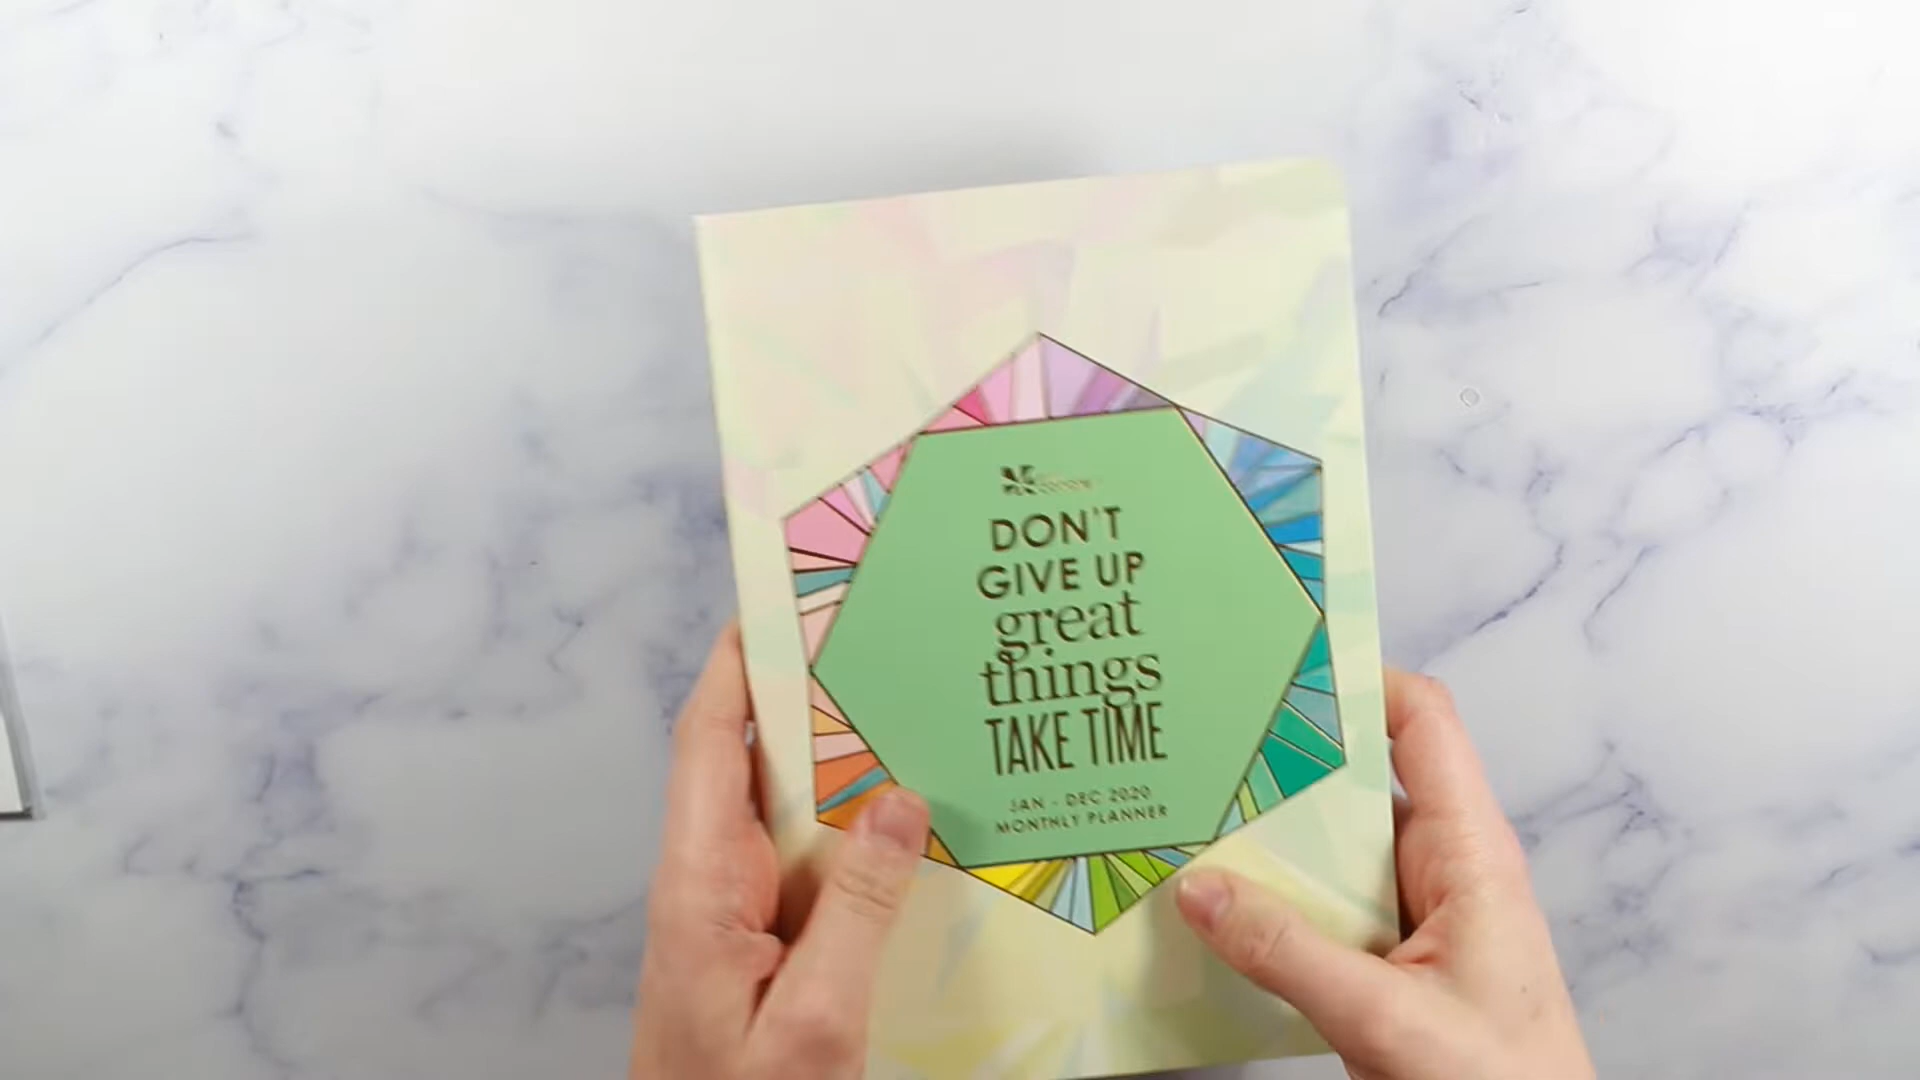 DON'T
GIVE UP
great
things
TAKE TIME
JAN - DEC 2020
MONTHLY PLANNER